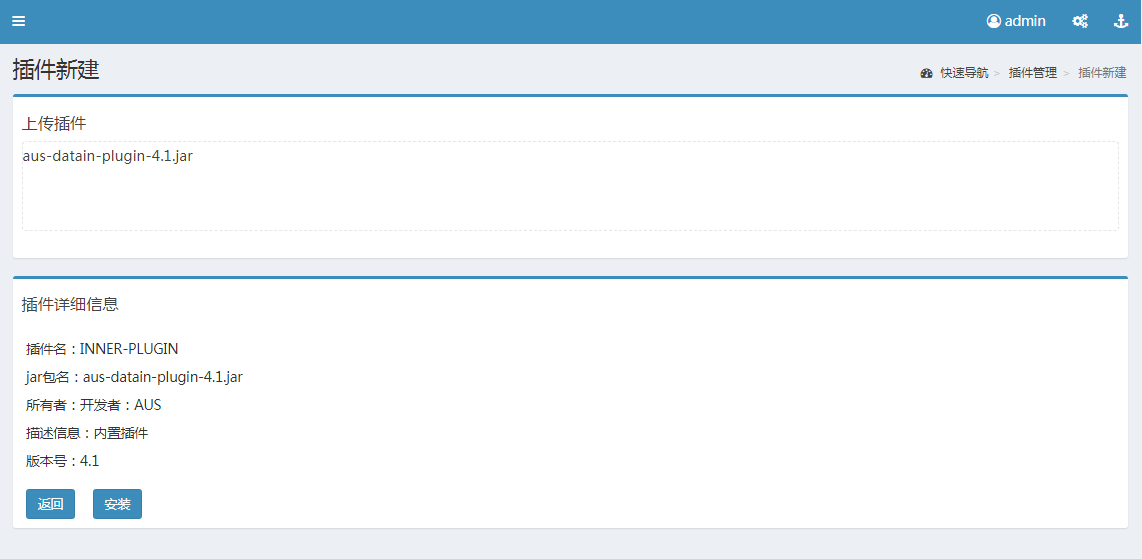 admin
插件新建
快速导航 > 插件管理 > 插件新建
上传插件
aus-datain-plugin-4.1.jar
插件详细信息
插件名：INNER-PLUGIN
jar包名：aus-datain-plugin-4.1.jar
所有者：开发者：AUS
描述信息：内置插件
版本号：4.1
返回 安装